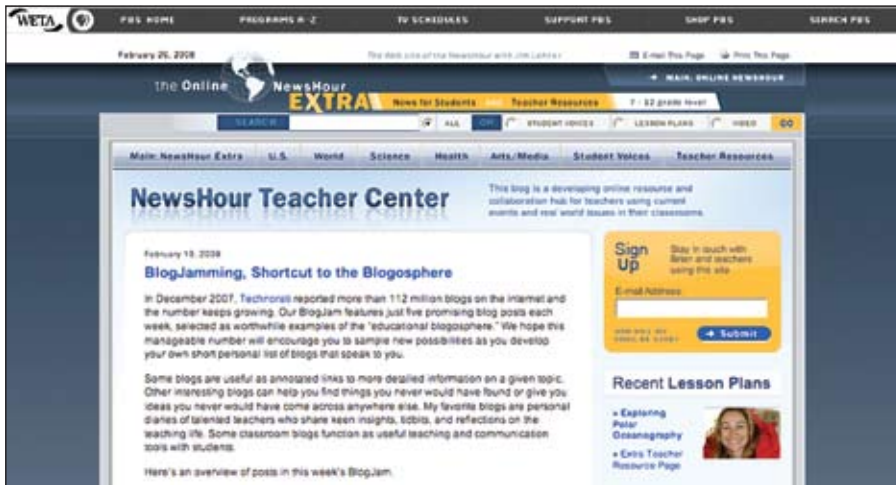 WETA PBS HOME PROGRAMS A-Z TV SCHEDULES SUPPORT PBS SHOP PBS SEARCH PBS
February 26, 2008 The Web site of the NewsHour with Jim Lehrer E-mail This Page Print This Page
MAIN: ONLINE NEWSHOUR
the Online NewsHour
EXTRA News for Students and Teacher Resources 7 - 12 grade level
SEARCH ALL OR STUDENT VOICES LESSON PLANS VIDEO GO
Main: NewsHour Extra U.S. World Science Health Arts/Media Student Voices Teacher Resources
NewsHour Teacher Center
This blog is a developing online resource and
collaboration hub for teachers using current
events and real world issues in their classrooms.
February 19, 2008
BlogJamming, Shortcut to the Blogosphere
In December 2007, Technorati reported more than 112 million blogs on the internet and
the number keeps growing. Our BlogJam features just five promising blog posts each
week, selected as worthwhile examples of the "educational blogosphere." We hope this
manageable number will encourage you to sample new possibilities as you develop
your own short personal list of blogs that speak to you.
Some blogs are useful as annotated links to more detailed information on a given topic.
Other interesting blogs can help you find things you never would have found or give you
ideas you never would have come across anywhere else. My favorite blogs are personal
diaries of talented teachers who share keen insights, tidbits, and reflections on the
teaching life. Some classroom blogs function as useful teaching and communication
tools with students.
Here's an overview of posts in this week's BlogJam.
Sign
Up
Stay in touch with
and teachers
using this site
E-mail Address
Submit
Recent Lesson Plans
» Exploring
Polar
Oceanography
» Extra Teacher
Resource Page